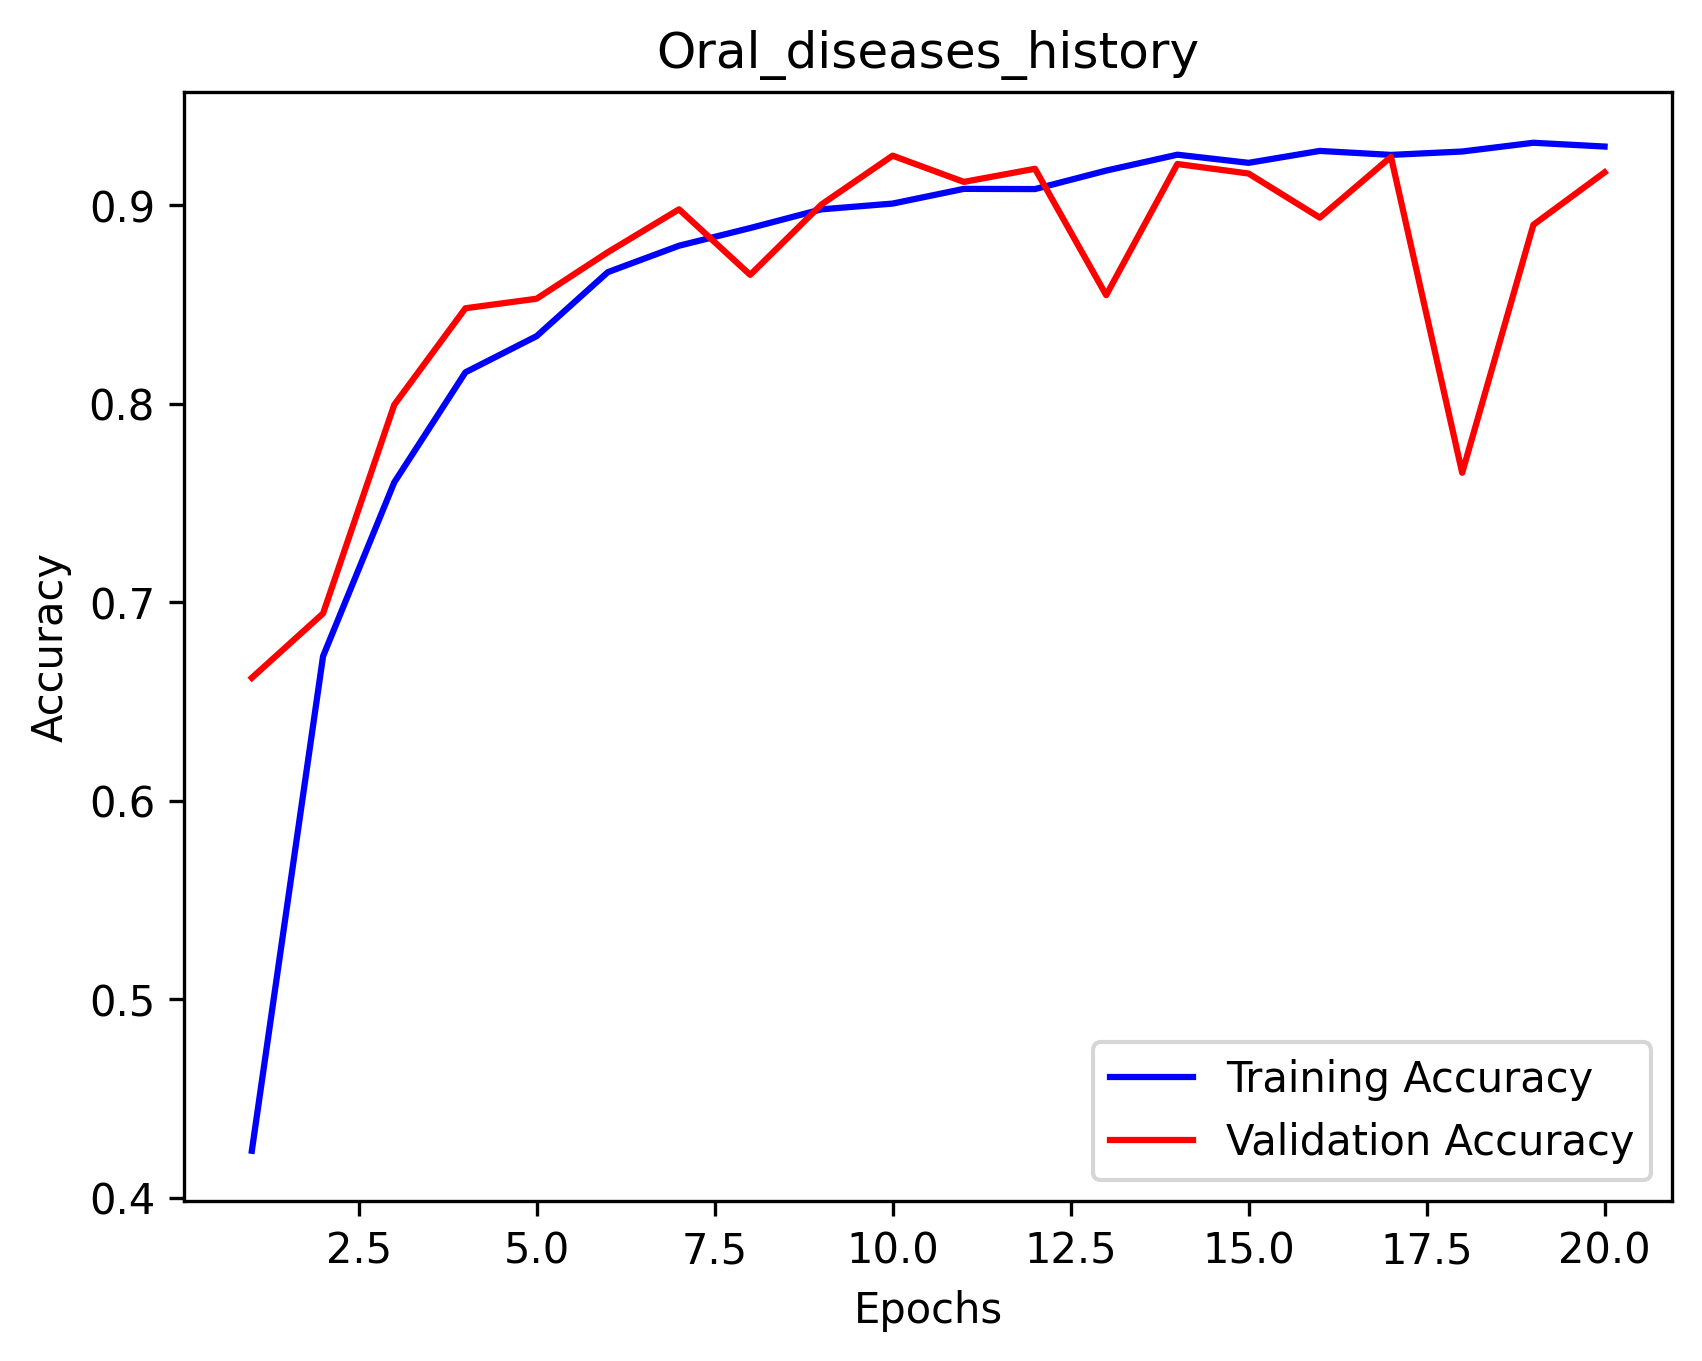 Oral_diseases_history
Accuracy
0.9
0.8
0.7
0.6
0.5
0.4
Training Accuracy
Validation Accuracy
2.5 5.0 7.5 10.0 12.5 15.0 17.5 20.0
Epochs